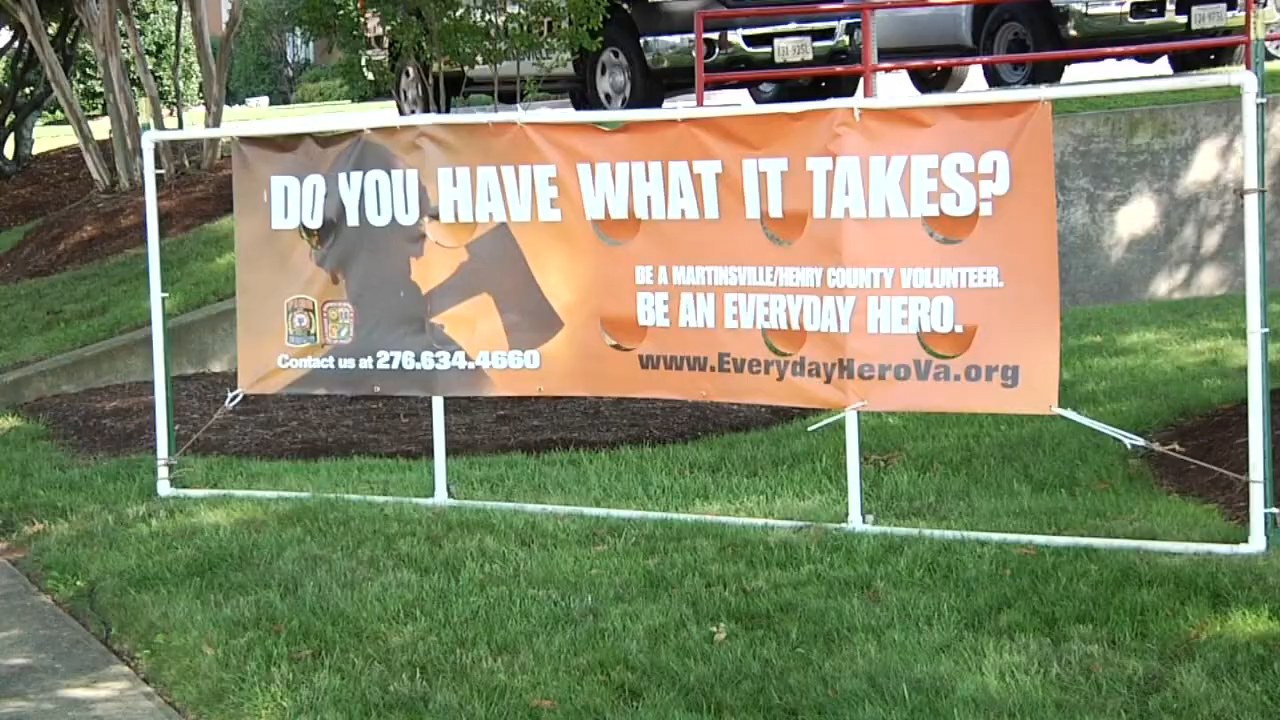 DO YOU HAVE WHAT IT TAKES?
BE A MARTINSVILLE/HENRY COUNTY VOLUNTEER.
BE AN EVERYDAY HERO.
Contact us at 276.634.4660
www.EverydayHeroVa.org